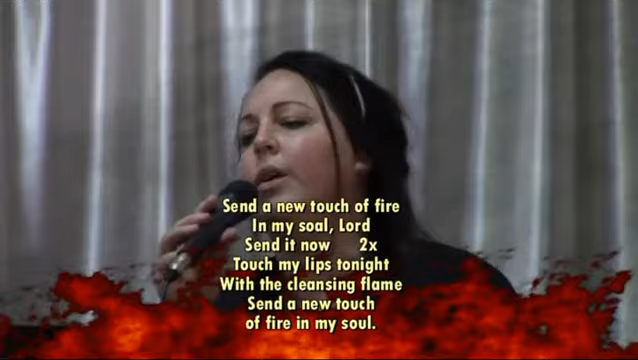 Send a new touch of fire
In my soal, Lord
Send it now 2x
Touch my lips tonight
With the cleansing flame
Send a new touch
of fire in my soul.